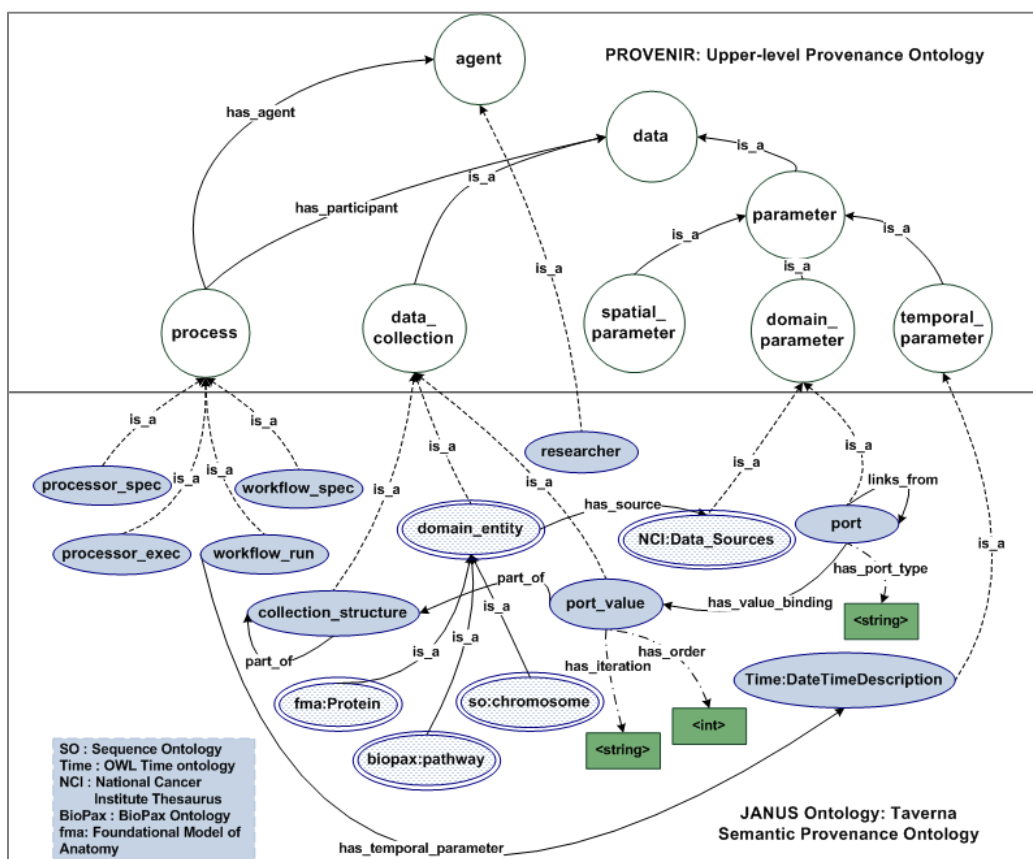 agent
PROVENIR: Upper-level Provenance Ontology
has_agent
data
is_a
is_a
has_participant
parameter
is_a
is_a
is_a
is_a
process
data_
collection
spatial_
parameter
domain_
parameter
temporal_
parameter
is_a
is_a
is_a
researcher
is_a
links_from
processor_spec
workflow_spec
is_a
is_a
is_a
is_a
is_a
has_source
domain_entity
NCI:Data_Sources
port
processor_exec
workflow_run
is_a
has_port_type
part_of
collection_structure
port_value
has_value_binding
<string>
is_a
is_a
is_a
part_of
has_iteration
has_order
fma:Protein
so:chromosome
Time:DateTimeDescription
biopax:pathway
<string>
<int>
SO : Sequence Ontology
Time : OWL Time ontology
NCI : National Cancer
Institute Thesaurus
BioPax : BioPax Ontology
fma: Foundational Model of
Anatomy
has_temporal_parameter
JANUS Ontology: Taverna
Semantic Provenance Ontology